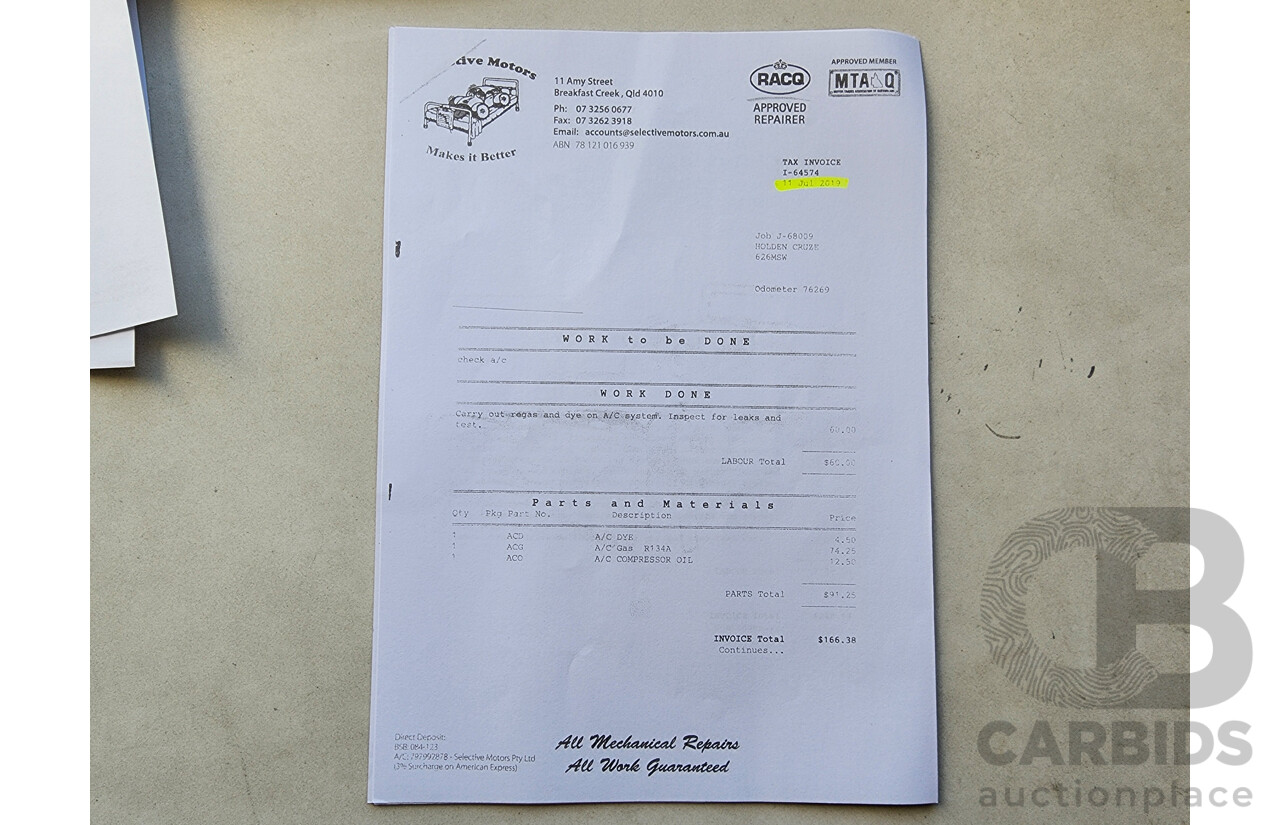 ctive Motors
Makes it Better
11 Amy Street
Breakfast Creek, Qld 4010
Ph: 07 3256 0677
Fax: 07 3262 3918
Email: accounts@selectivemotors.com.au
ABN 78 121 016 939
RACQ
APPROVED
REPAIRER
APPROVED MEMBER
MTA Q
TAX INVOICE
I-64574
11 Jul 2019
Job J-68009
HOLDEN CRUZE
626MSW
Odometer 76269
WORK to be DONE
check a/c
WORK DONE
Carry out regas and dye on A/C system. Inspect for leaks and
test. 60.00
LABOUR Total $60.00
Parts and Materials
Qty Pkg Part No. Description Price
1 ACD A/C DYE 4.50
1 ACG A/C Gas R134A 74.25
1 ACO A/C COMPRESSOR OIL 12.50
PARTS Total $91.25
INVOICE Total $166.38
Continues...
Direct Deposit:
BSB: 084-123
A/C: 797992878 - Selective Motors Pty Ltd
(3% Surcharge on American Express)
All Mechanical Repairs
All Work Guaranteed
CB
CARBIDS
auctionplace